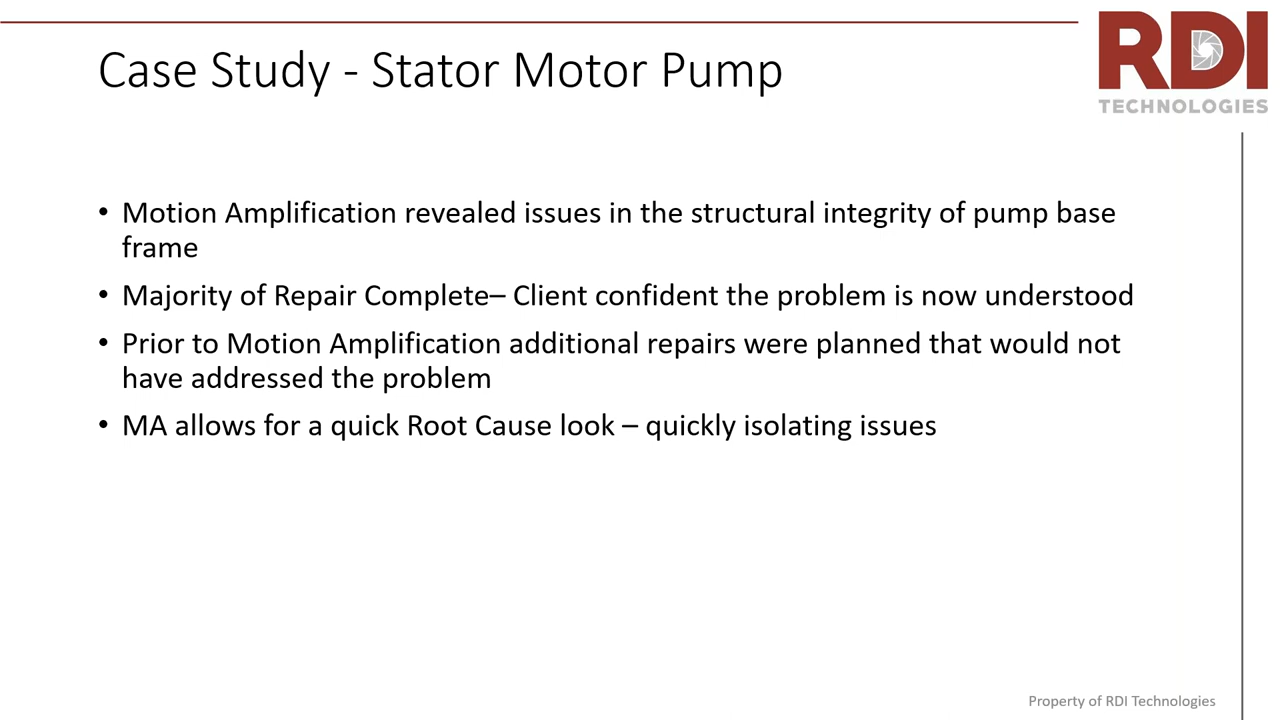 RDI
TECHNOLOGIES
Case Study - Stator Motor Pump
• Motion Amplification revealed issues in the structural integrity of pump base
frame
• Majority of Repair Complete– Client confident the problem is now understood
• Prior to Motion Amplification additional repairs were planned that would not
have addressed the problem
• MA allows for a quick Root Cause look – quickly isolating issues
Property of RDI Technologies